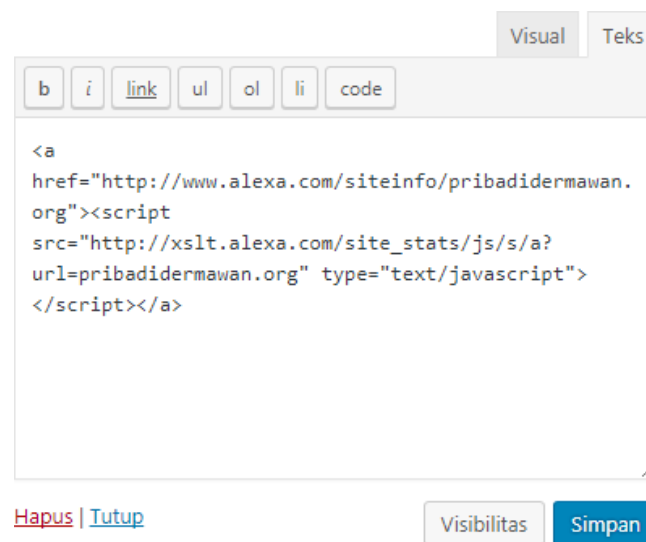 Visual Teks
b i link ul ol li code
<a
href="http://www.alexa.com/siteinfo/pribadidermawan.
org"><script
src="http://xslt.alexa.com/site_stats/js/s/a?
url=pribadidermawan.org" type="text/javascript">
</script></a>
Hapus | Tutup Visibilitas Simpan